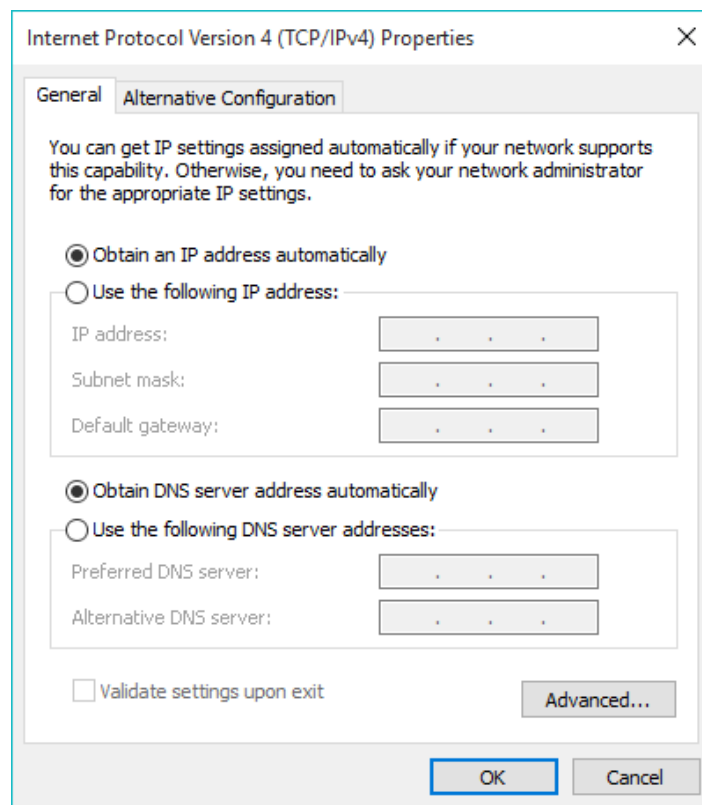 Internet Protocol Version 4 (TCP/IPv4) Properties
General
Alternative Configuration
You can get IP settings assigned automatically if your network supports
this capability. Otherwise, you need to ask your network administrator
for the appropriate IP settings.
Obtain an IP address automatically
Use the following IP address:
IP address:
Subnet mask:
Default gateway:
Obtain DNS server address automatically
Use the following DNS server addresses:
Preferred DNS server:
Alternative DNS server:
Validate settings upon exit
Advanced...
OK
Cancel